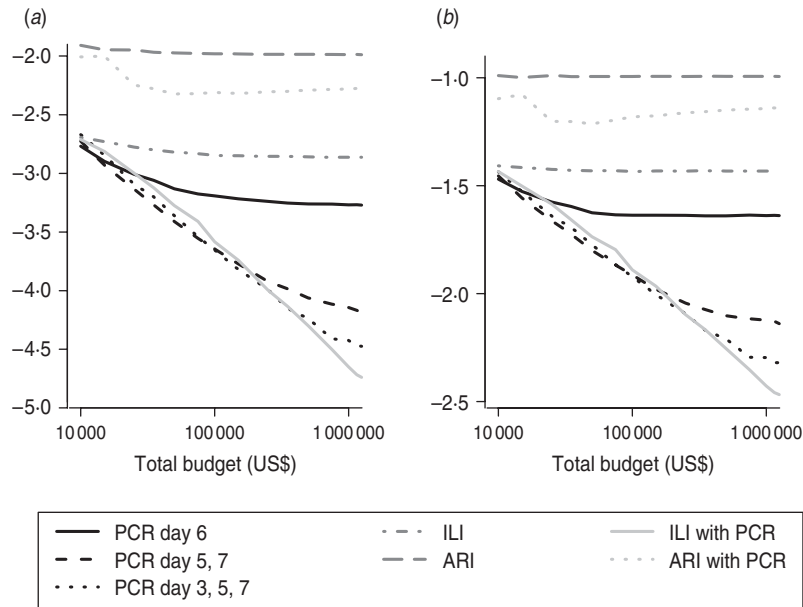 (a)
(b)
−2·0
−2·5
−3·0
−3·5
−4·0
−4·5
−5·0
10 000
100 000
1 000 000
Total budget (US$)
−1·0
−1·5
−2·0
−2·5
10 000
100 000
1 000 000
Total budget (US$)
PCR day 6
PCR day 5, 7
PCR day 3, 5, 7
ILI
ARI
ILI with PCR
ARI with PCR